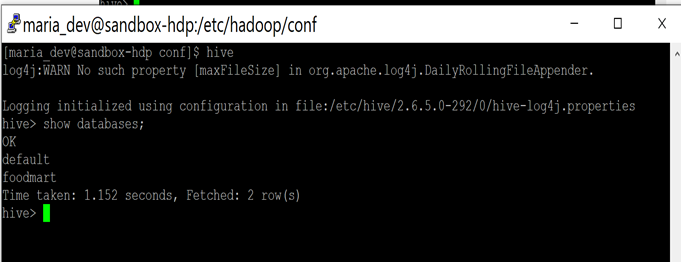 hive>
maria_dev@sandbox-hdp:/etc/hadoop/conf
[maria_dev@sandbox-hdp conf]$ hive
log4j:WARN No such property [maxFileSize] in org.apache.log4j.DailyRollingFileAppender.
Logging initialized using configuration in file:/etc/hive/2.6.5.0-292/0/hive-log4j.properties
hive> show databases;
OK
default
foodmart
Time taken: 1.152 seconds, Fetched: 2 row(s)
hive>